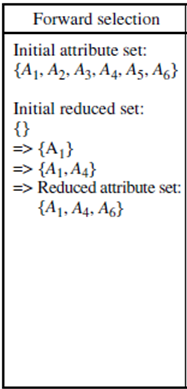 Forward selection
Initial attribute set:
{A₁, A₂, A₃, A₄, A₅, A₆}
Initial reduced set:
{}
=> {A₁}
=> {A₁, A₄}
=> Reduced attribute set:
{A₁, A₄, A₆}